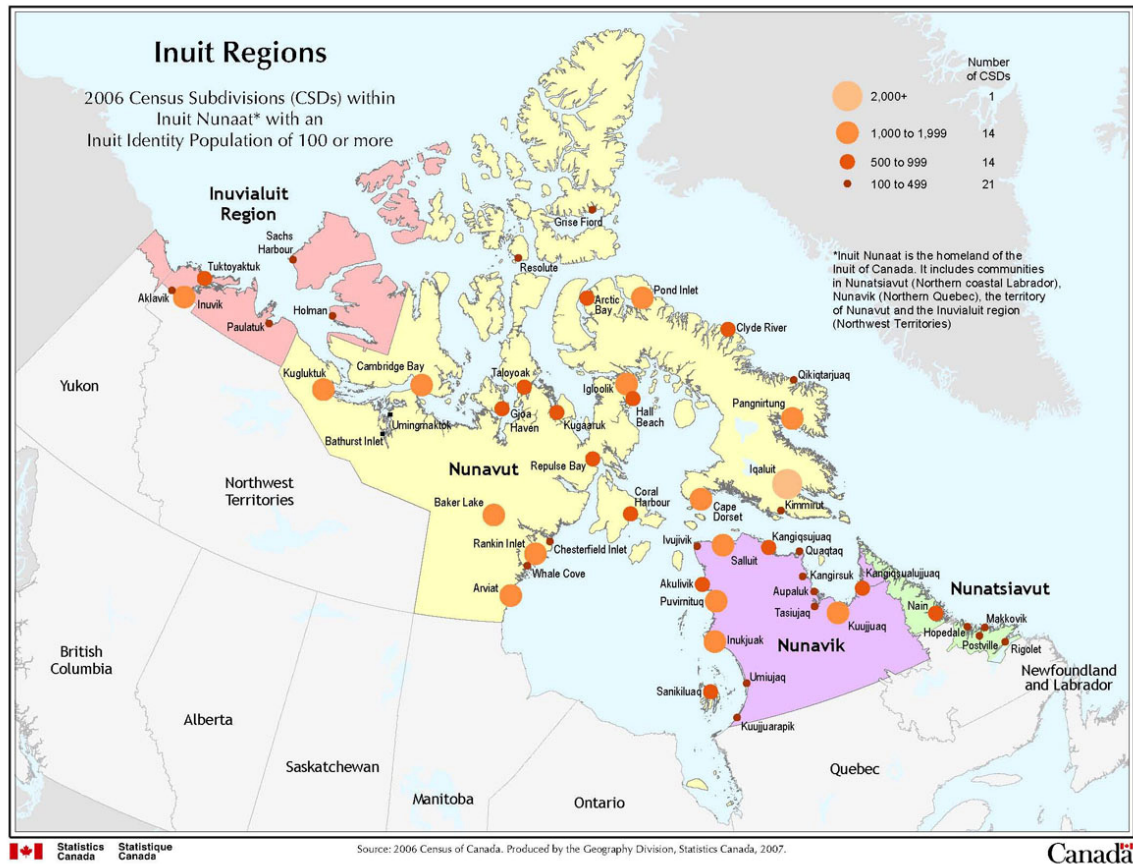 Inuit Regions
2006 Census Subdivisions (CSDs) within
Inuit Nunaat* with an
Inuit Identity Population of 100 or more
Number
of CSDs
2,000+ 1
1,000 to 1,999 14
500 to 999 14
100 to 499 21
*Inuit Nunaat is the homeland of the
Inuit of Canada. It includes communities
in Nunatsiavut (Northern coastal Labrador),
Nunavik (Northern Quebec), the territory
of Nunavut and the Inuvialuit region
(Northwest Territories)
Inuvialuit
Region
Sachs
Harbour
Tuktoyaktuk
Aklavik
Inuvik
Paulatuk
Holman
Grise Fiord
Resolute
Arctic
Bay
Pond Inlet
Clyde River
Qikiqtarjuaq
Pangnirtung
Yukon
Kugluktuk
Cambridge Bay
Taloyoak
Igloolik
Hall
Beach
Gjoa
Haven
Kugaaruk
Umingmaktok
Bathurst Inlet
Nunavut
Repulse Bay
Iqaluit
Kimmirut
Northwest
Territories
Baker Lake
Coral
Harbour
Cape
Dorset
Rankin Inlet
Chesterfield Inlet
Whale Cove
Arviat
Ivujivik
Salluit
Kangiqsujuaq
Quaqtaq
Kangirsuk
Kangiqsualujjuaq
Akulivik
Aupaluk
Puvirnituq
Tasiujaq
Kuujjuaq
Nunatsiavut
Nain
Makkovik
Hopedale
Postville
Rigolet
Inukjuak
Nunavik
Umiujaq
Sanikiluaq
Kuujjuarapik
Newfoundland
and Labrador
British
Columbia
Alberta
Saskatchewan
Manitoba
Ontario
Quebec
Statistics Statistique
Canada Canada
Source: 2006 Census of Canada. Produced by the Geography Division, Statistics Canada, 2007.
Canada